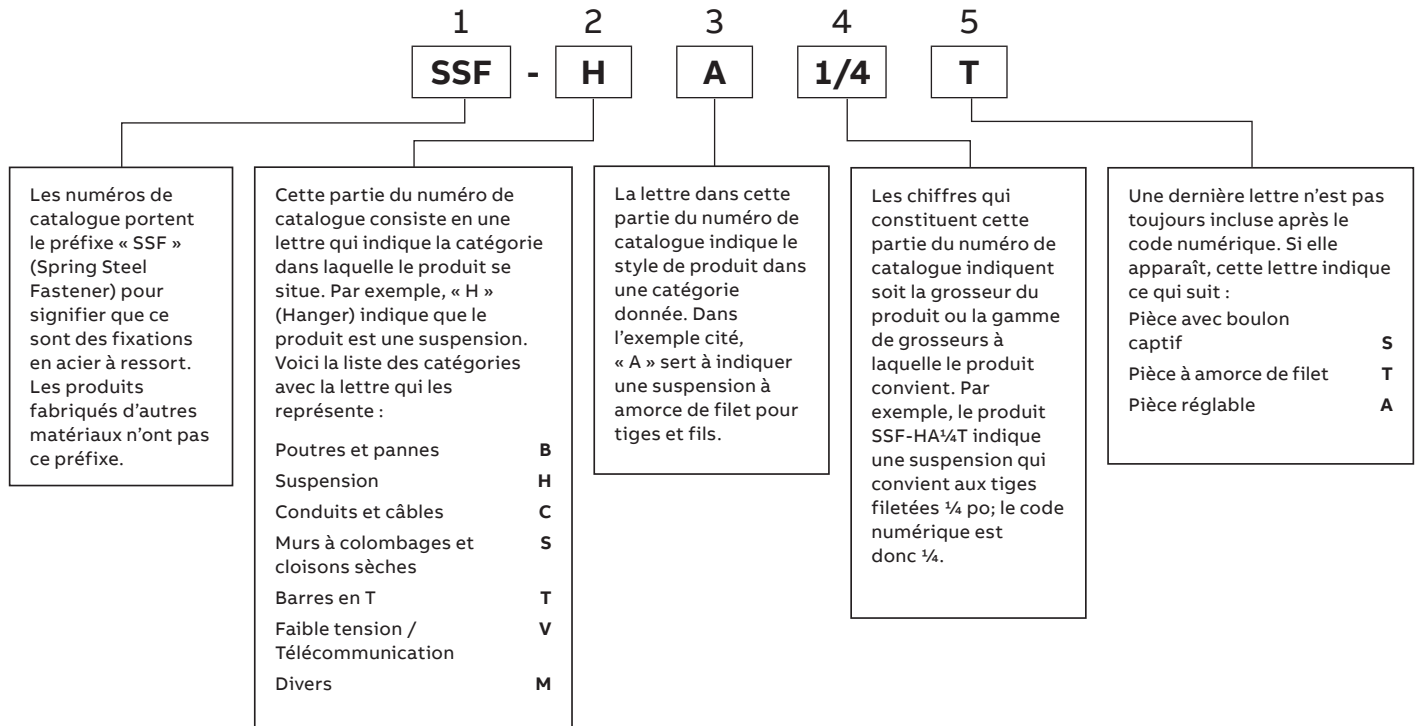 1 2 3 4 5
SSF - H A 1/4 T
Les numéros de
catalogue portent
le préfixe « SSF »
(Spring Steel
Fastener) pour
signifier que ce
sont des fixations
en acier à ressort.
Les produits
fabriqués d'autres
matériaux n'ont pas
ce préfixe.
Cette partie du numéro de
catalogue consiste en une
lettre qui indique la catégorie
dans laquelle le produit se
situe. Par exemple, « H »
(Hanger) indique que le
produit est une suspension.
Voici la liste des catégories
avec la lettre qui les
représente :
Poutres et pannes B
Suspension H
Conduits et câbles C
Murs à colombages et S
cloisons sèches
Barres en T T
Faible tension / V
Télécommunication
Divers M
La lettre dans cette
partie du numéro de
catalogue indique le
style de produit dans
une catégorie
donnée. Dans
l'exemple cité,
« A » sert à indiquer
une suspension à
amorce de filet pour
tiges et fils.
Les chiffres qui
constituent cette
partie du numéro de
catalogue indiquent
soit la grosseur du
produit ou la gamme
de grosseurs à
laquelle le produit
convient. Par
exemple, le produit
SSF-HA¼T indique
une suspension qui
convient aux tiges
filetées ¼ po; le code
numérique est
donc ¼.
Une dernière lettre n'est pas
toujours incluse après le
code numérique. Si elle
apparaît, cette lettre indique
ce qui suit :
Pièce avec boulon
captif S
Pièce à amorce de filet T
Pièce réglable A